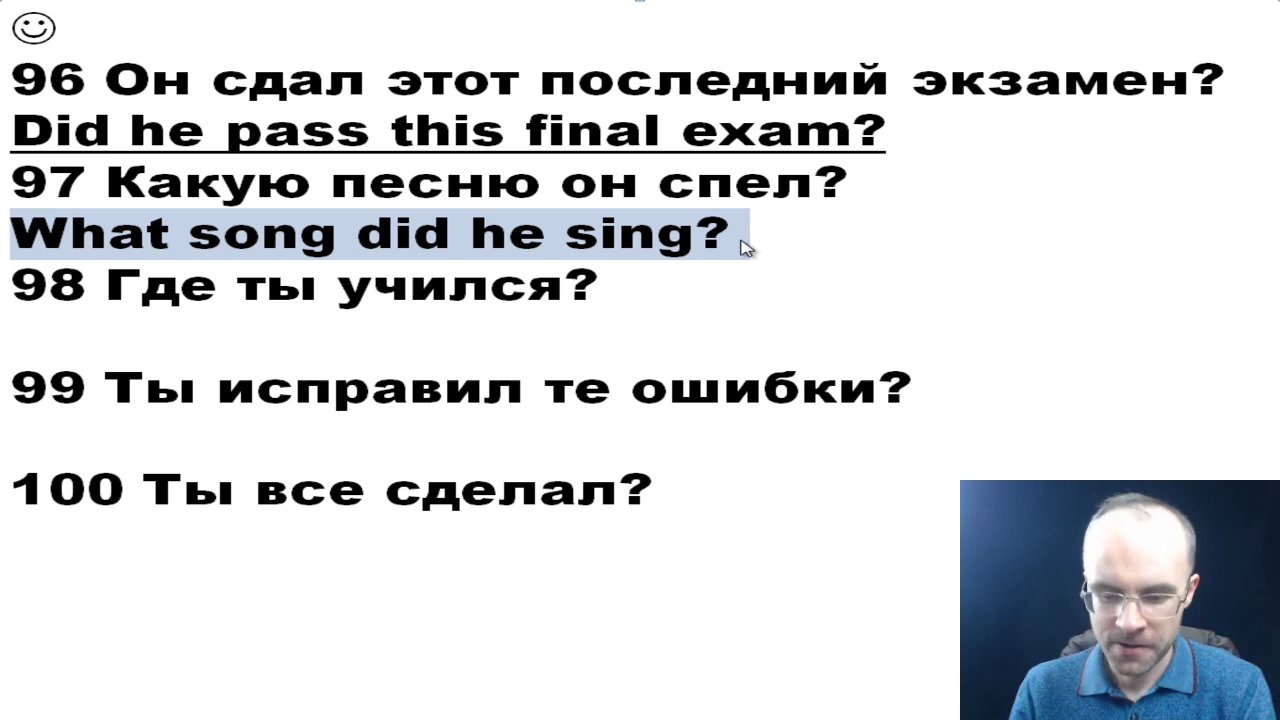 96 Он сдал этот последний экзамен?
Did he pass this final exam?
97 Какую песню он спел?
What song did he sing?
98 Где ты учился?
99 Ты исправил те ошибки?
100 Ты все сделал?